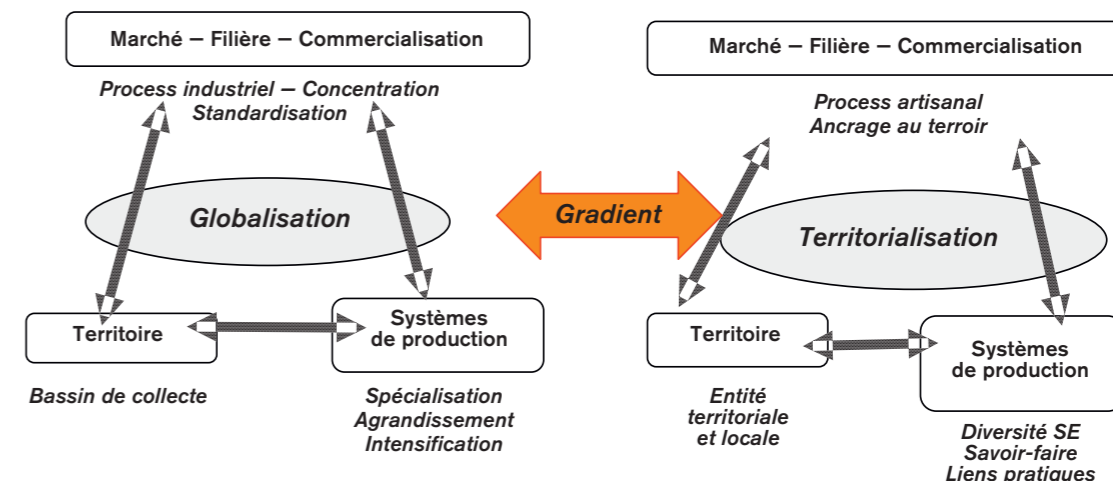 Marché – Filière – Commercialisation
Process industriel – Concentration
Standardisation
Globalisation
Territoire
Bassin de collecte
Systèmes
de production
Spécialisation
Agrandissement
Intensification
Gradient
Marché – Filière – Commercialisation
Process artisanal
Ancrage au terroir
Territorialisation
Territoire
Entité
territoriale
et locale
Systèmes
de production
Diversité SE
Savoir-faire
Liens pratiques